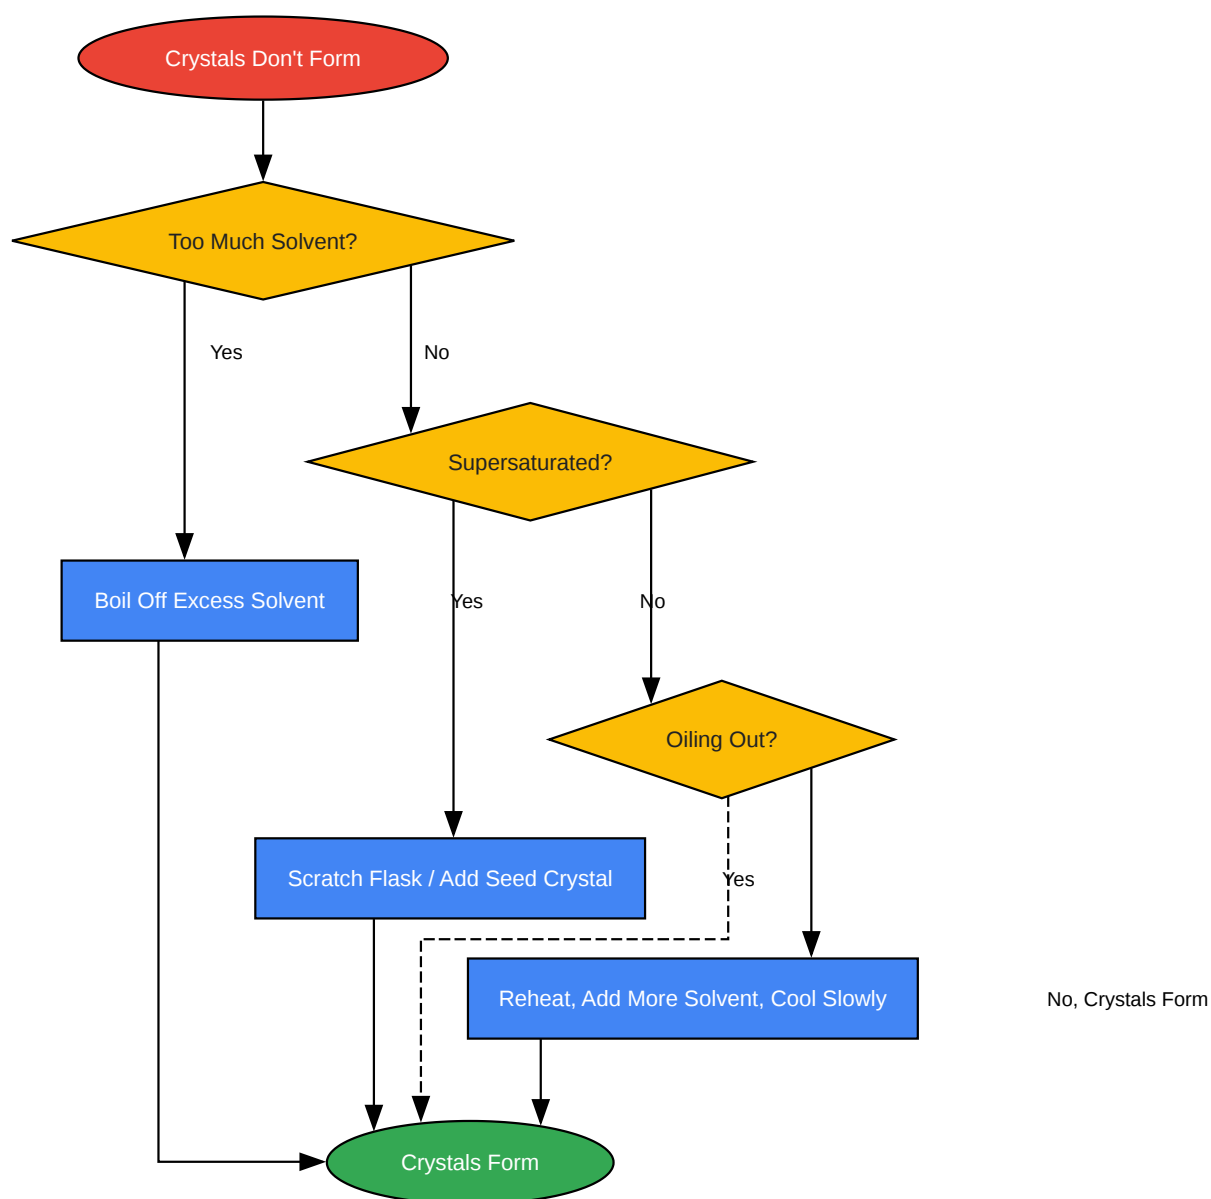 Crystals Don't Form
Too Much Solvent?
Yes
No
Supersaturated?
Boil Off Excess Solvent
Yes
No
Oiling Out?
Scratch Flask / Add Seed Crystal
Yes
Reheat, Add More Solvent, Cool Slowly
No, Crystals Form
Crystals Form